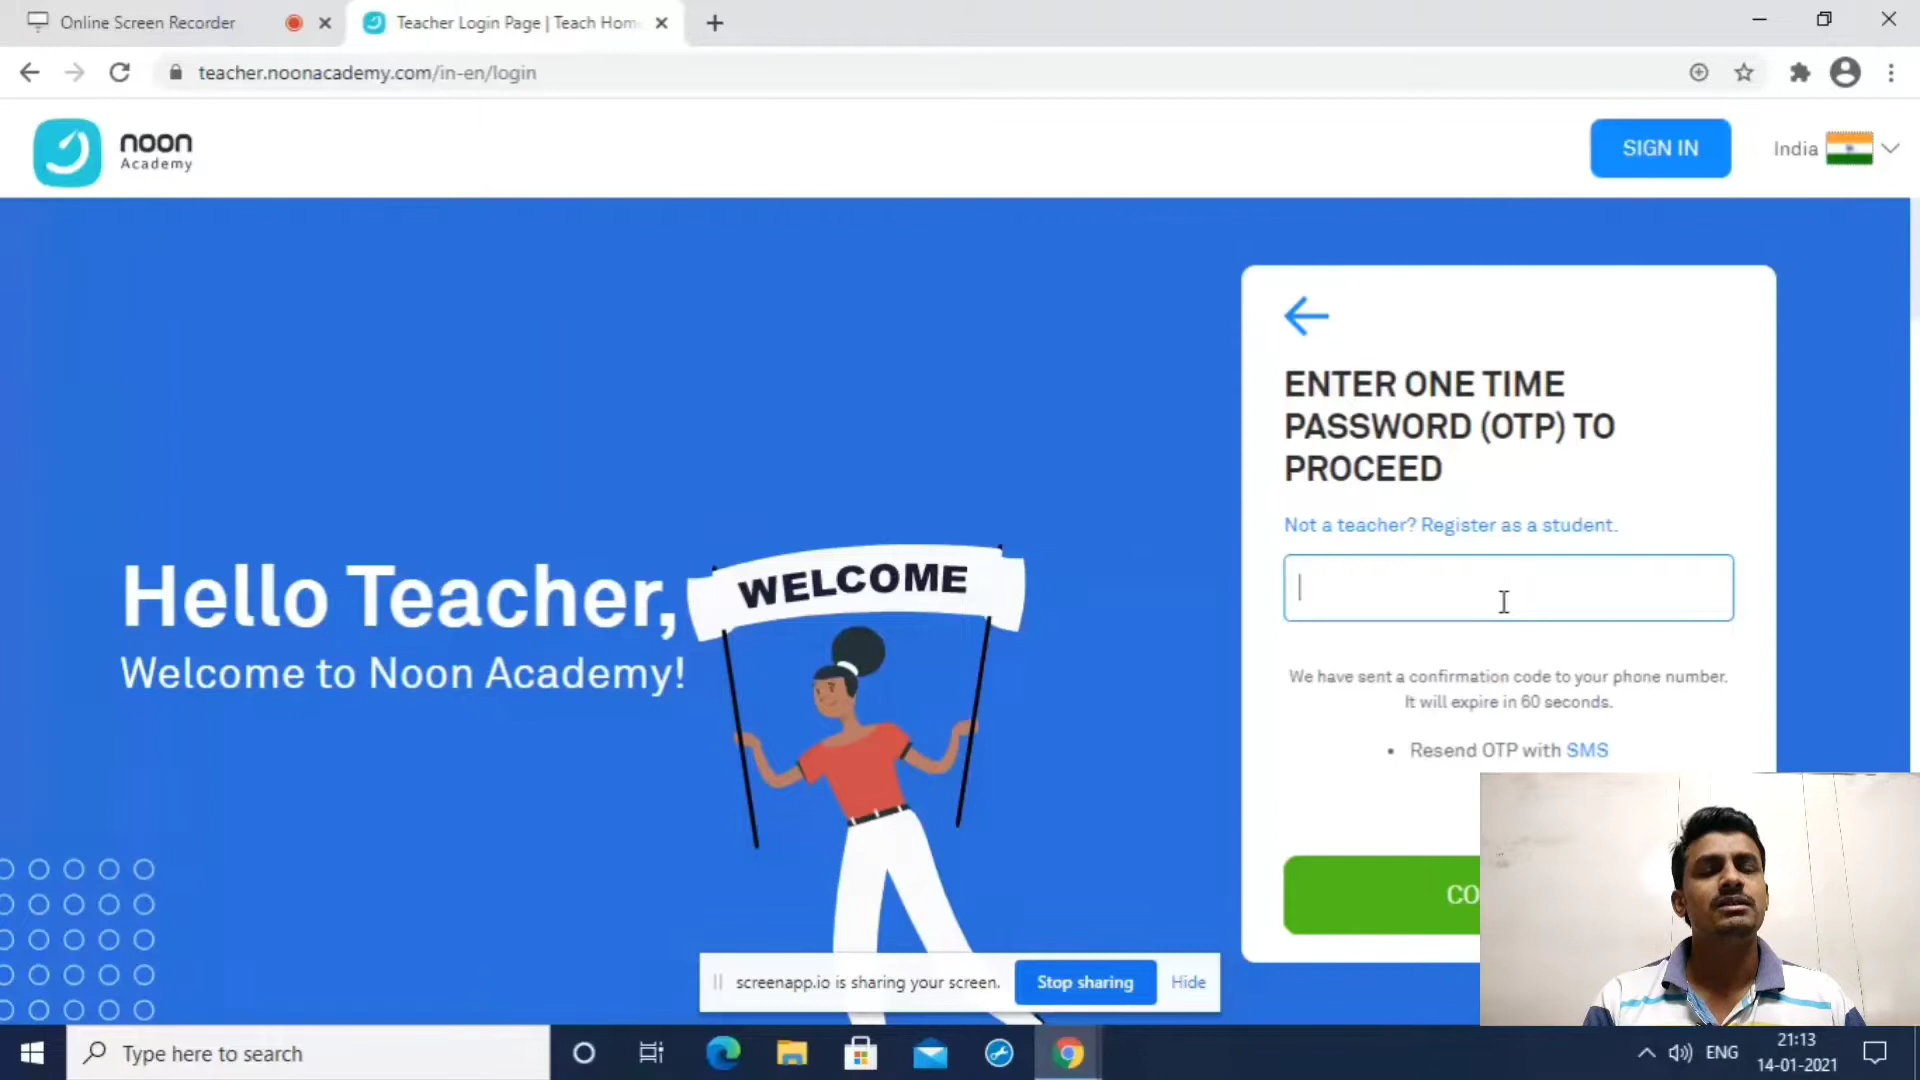 Online Screen Recorder
Teacher Login Page | Teach Hom
teacher.noonacademy.com/in-en/login
noon
Academy
SIGN IN
India
ENTER ONE TIME
PASSWORD (OTP) TO
PROCEED
Not a teacher? Register as a student.
Hello Teacher,
WELCOME
Welcome to Noon Academy!
We have sent a confirmation code to your phone number.
It will expire in 60 seconds.
• Resend OTP with SMS
CO
screenapp.io is sharing your screen.
Stop sharing
Hide
Type here to search
ENG
21:13
14-01-2021